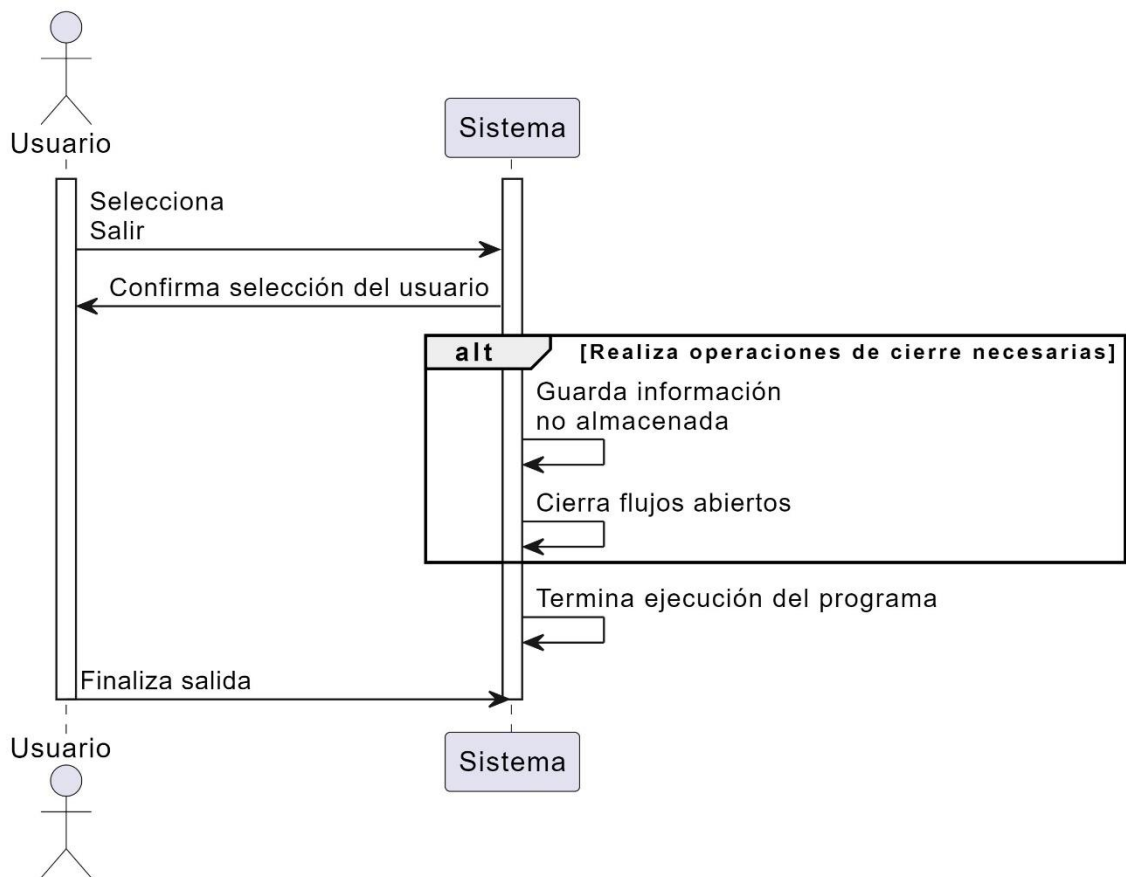 Usuario
Sistema
Selecciona
Salir
Confirma selección del usuario
alt
[Realiza operaciones de cierre necesarias]
Guarda información
no almacenada
Cierra flujos abiertos
Termina ejecución del programa
Finaliza salida
Usuario
Sistema